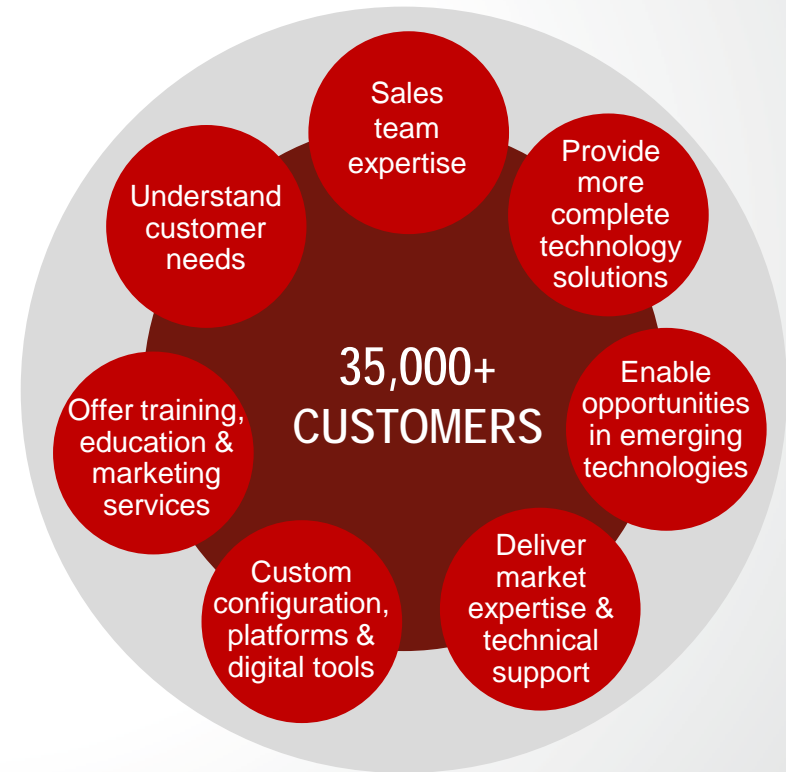 Sales
team
expertise
Provide
more
complete
technology
solutions
Enable
opportunities
in emerging
technologies
Deliver
market
expertise &
technical
support
Custom
configuration,
platforms &
digital tools
Offer training,
education &
marketing
services
Understand
customer
needs
35,000+
CUSTOMERS